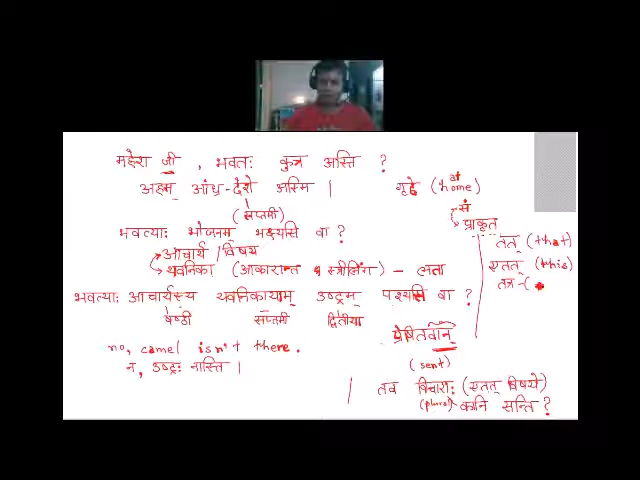 महेश जी , भवतः कुत्र अस्ति ?
अहम् आंध्र-देशे अस्मि |
गृहे (at home)
(सप्तमी)
सं
प्राकृत
भवत्याः भोजनम् भक्ष्यसि वा ?
आचार्य / विषय
यवनिका (आकारान्त स्त्रीलिंग) - लता
तत् (that)
एतत् (this)
तत्र - (
भवत्याः आचार्यस्य यवनिकायाम् उष्ट्रम् पश्यसि वा ?
षष्ठी सप्तमी द्वितीया
प्रेषितवान्
(sent)
no, camel isn't there.
न, उष्ट्रः नास्ति |
| तव विचाराः (एतत् विषये)
(plural) कानि सन्ति ?